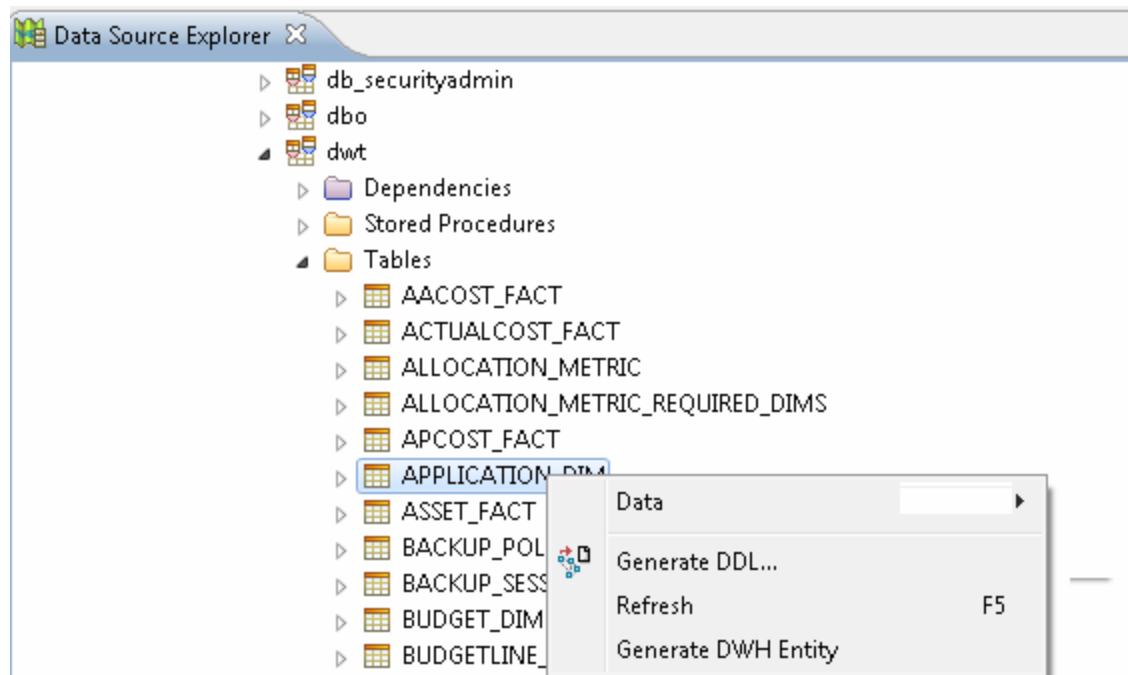 Data Source Explorer
db_securityadmin
dbo
dwt
Dependencies
Stored Procedures
Tables
AACOST_FACT
ACTUALCOST_FACT
ALLOCATION_METRIC
ALLOCATION_METRIC_REQUIRED_DIMS
APCOST_FACT
APPLICATION_DIM
ASSET_FACT
BACKUP_POL
BACKUP_SESS
BUDGET_DIM
BUDGETLINE_
Data
Generate DDL...
Refresh F5
Generate DWH Entity